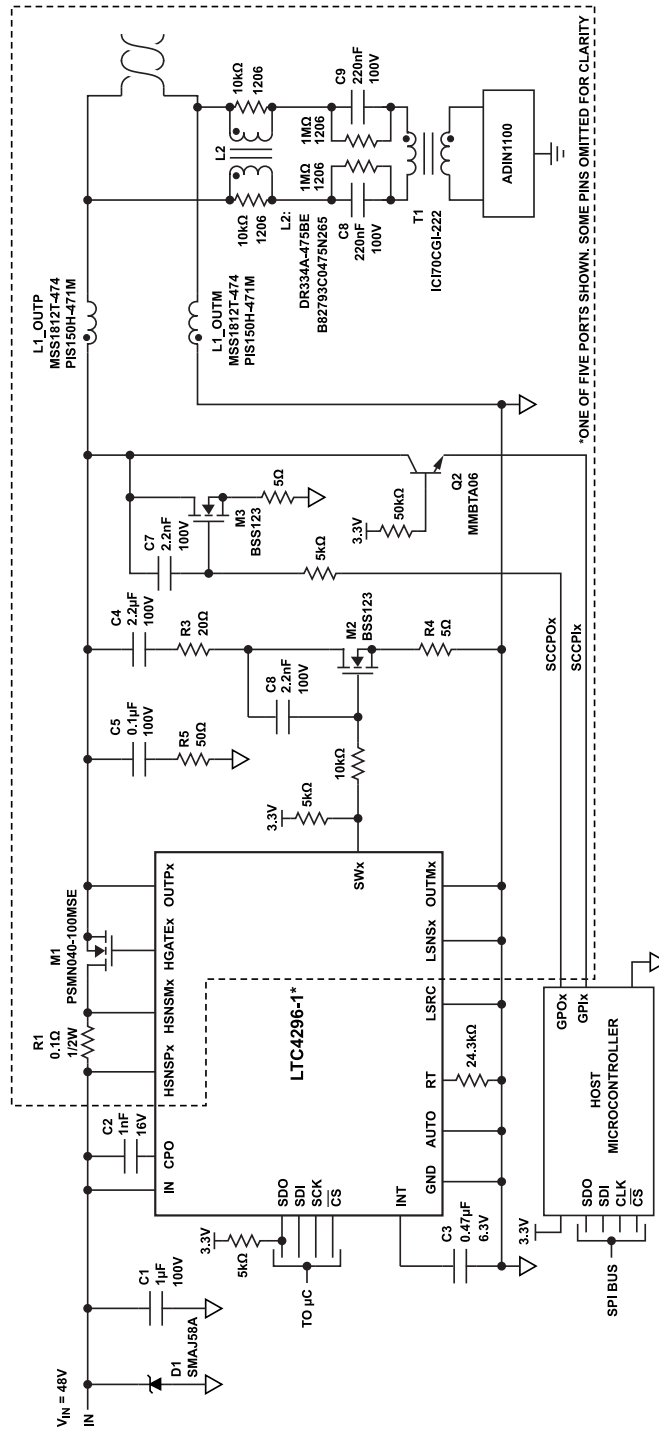 V_IN = 48V
IN
D1
SMAJ58A
C1
1µF
100V
C2
1nF
16V
R1
0.1Ω
1/2W
M1
PSMN040-100MSE
IN
CPO
HSNSPx
HSNSMx
HGATEx
OUTPx
LTC4296-1*
3.3V
5kΩ
TO µC
SDO
SDI
SCK
CS
INT
C3
0.47µF
6.3V
GND
AUTO
RT
24.3kΩ
LSRC
LSNSx
OUTMx
SWx
3.3V
5kΩ
10kΩ
C5
0.1µF
100V
R5
50Ω
C4
2.2µF
100V
R3
20Ω
C8
2.2nF
100V
M2
BSS123
R4
5Ω
C7
2.2nF
100V
M3
BSS123
5Ω
5kΩ
3.3V
50kΩ
Q2
MMBTA06
SCCPOx
SCCPIx
L1_OUTP
MSS1812T-474
PIS150H-471M
L1_OUTM
MSS1812T-474
PIS150H-471M
10kΩ
1206
L2
10kΩ
1206
L2:
DR334A-475BE
B82793C0475N265
1MΩ
1206
1MΩ
1206
C8
220nF
100V
C9
220nF
100V
T1
ICI70CGI-222
ADIN1100
*ONE OF FIVE PORTS SHOWN. SOME PINS OMITTED FOR CLARITY
3.3V
SPI BUS
SDO
SDI
CLK
CS
HOST
MICROCONTROLLER
GPOx
GPIx